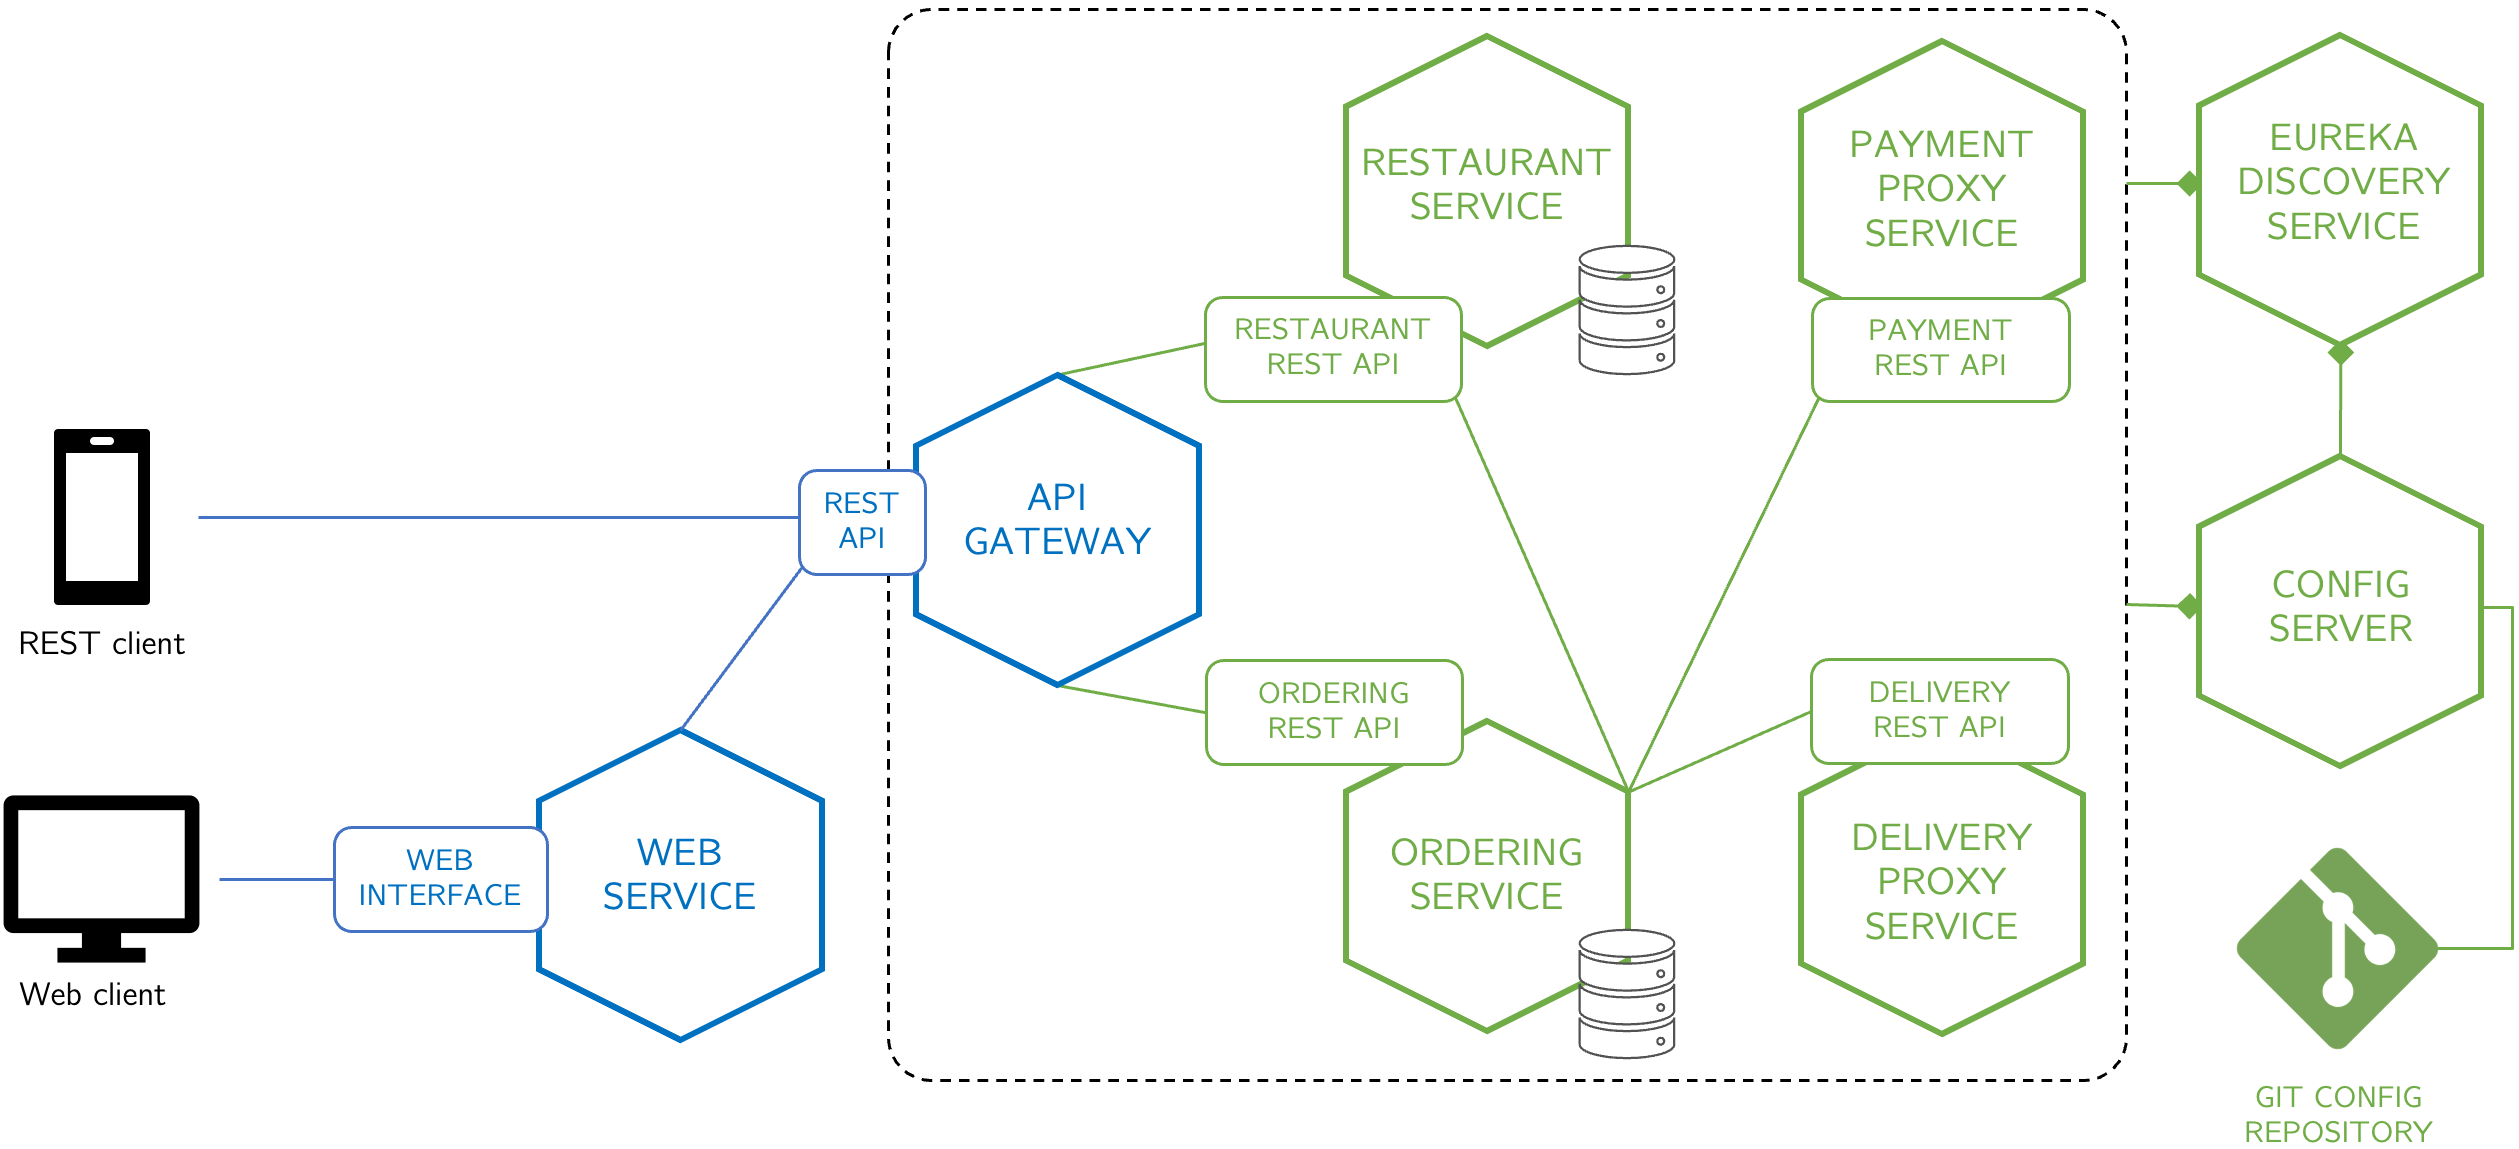 RESTAURANT
SERVICE
PAYMENT
PROXY
SERVICE
EUREKA
DISCOVERY
SERVICE
RESTAURANT
REST API
PAYMENT
REST API
REST
API
API
GATEWAY
CONFIG
SERVER
REST client
ORDERING
REST API
DELIVERY
REST API
WEB
INTERFACE
WEB
SERVICE
ORDERING
SERVICE
DELIVERY
PROXY
SERVICE
Web client
GIT CONFIG
REPOSITORY